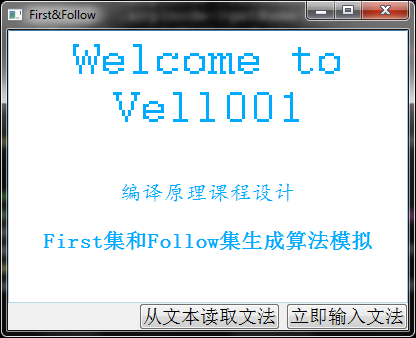 First&Follow
Welcome to
Vell001
编译原理课程设计
First集和Follow集生成算法模拟
从文本读取文法 立即输入文法